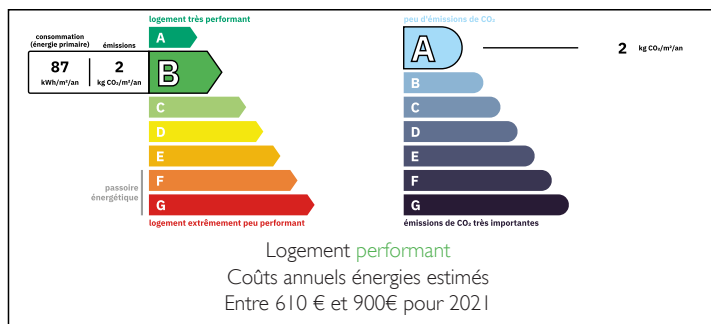 logement très performant
consommation
(énergie primaire)
émissions
87
kWh/m²/an
2
kg CO₂/m²/an
A
B
C
D
E
F
G
passoire
énergétique
logement extrêmement peu performant
peu d'émissions de CO₂
A
2 kg CO₂/m²/an
B
C
D
E
F
G
émissions de CO₂ très importantes
Logement performant
Coûts annuels énergies estimés
Entre 610 € et 900€ pour 2021